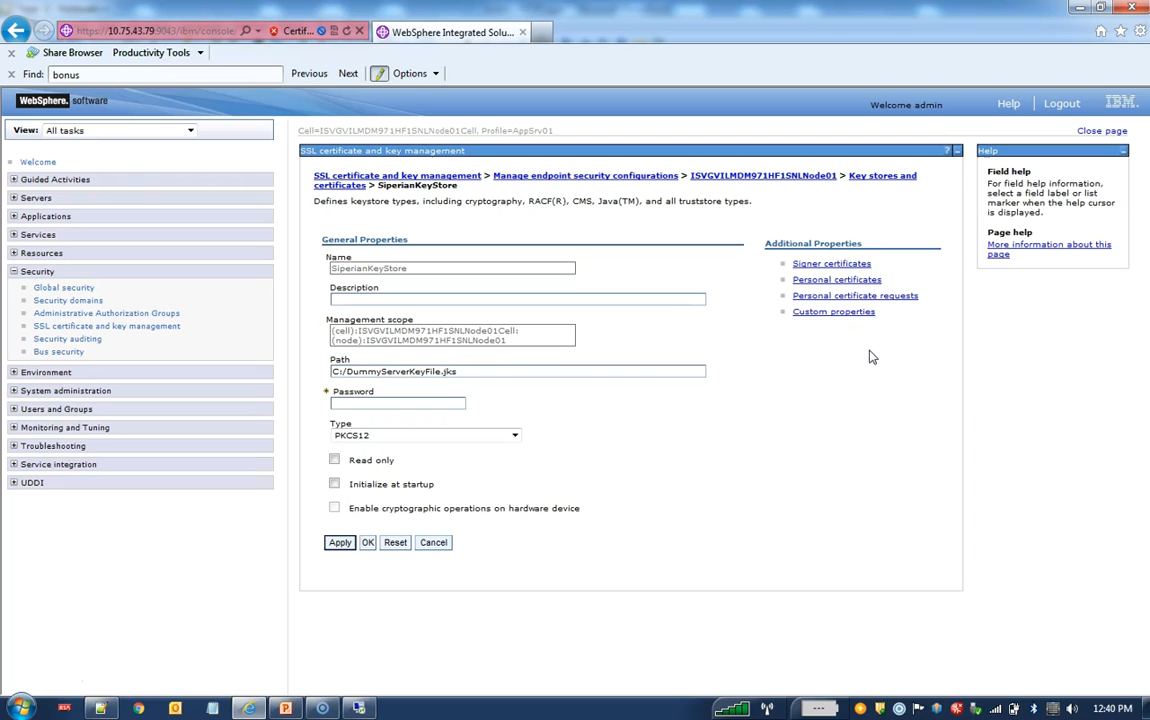 https://10.75.43.79:9043/ibm/console
Certif...
WebSphere Integrated Solu...
Share Browser
Productivity Tools
Find: bonus
Previous
Next
Options
WebSphere. software
Welcome admin
Help
Logout
IBM.
View: All tasks
Cell=ISVGVILMDM971HF1SNLNode01Cell, Profile=AppSrv01
Close page
Welcome
Guided Activities
Servers
Applications
Services
Resources
Security
Global security
Security domains
Administrative Authorization Groups
SSL certificate and key management
Security auditing
Bus security
Environment
System administration
Users and Groups
Monitoring and Tuning
Troubleshooting
Service integration
UDDI
SSL certificate and key management
?
SSL certificate and key management > Manage endpoint security configurations > ISVGVILMDM971HF1SNLNode01 > Key stores and
certificates > SiperianKeyStore
Defines keystore types, including cryptography, RACF(R), CMS, Java(TM), and all truststore types.
General Properties
Name
SiperianKeyStore
Description
Management scope
(cell):ISVGVILMDM971HF1SNLNode01Cell:
(node):ISVGVILMDM971HF1SNLNode01
Path
C:/DummyServerKeyFile.jks
* Password
Type
PKCS12
Read only
Initialize at startup
Enable cryptographic operations on hardware device
Apply
OK
Reset
Cancel
Additional Properties
Signer certificates
Personal certificates
Personal certificate requests
Custom properties
Help
Field help
For field help information,
select a field label or list
marker when the help cursor
is displayed.
Page help
More information about this
page
12:40 PM